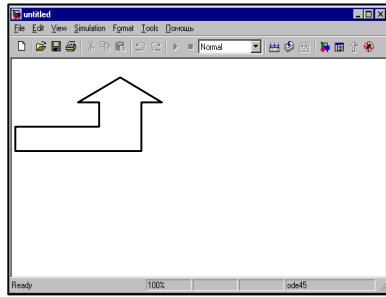 untitled
File Edit View Simulation Format Tools Помощь
Normal
Ready 100% ode45